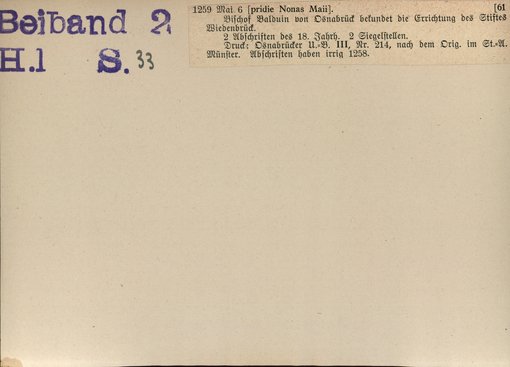 Beiband 2
H.1 S. 33
1259 Mai 6 [pridie Nonas Maii]. [61
Bischof Balduin von Osnabrück bekundet die Errichtung des Stiftes
Wiedenbrück.
2 Abschriften des 18. Jahrh. 2 Siegelstellen.
Druck: Osnabrücker U.=B. III, Nr. 214, nach dem Orig. im St.=A.
Münster. Abschriften haben irrig 1258.